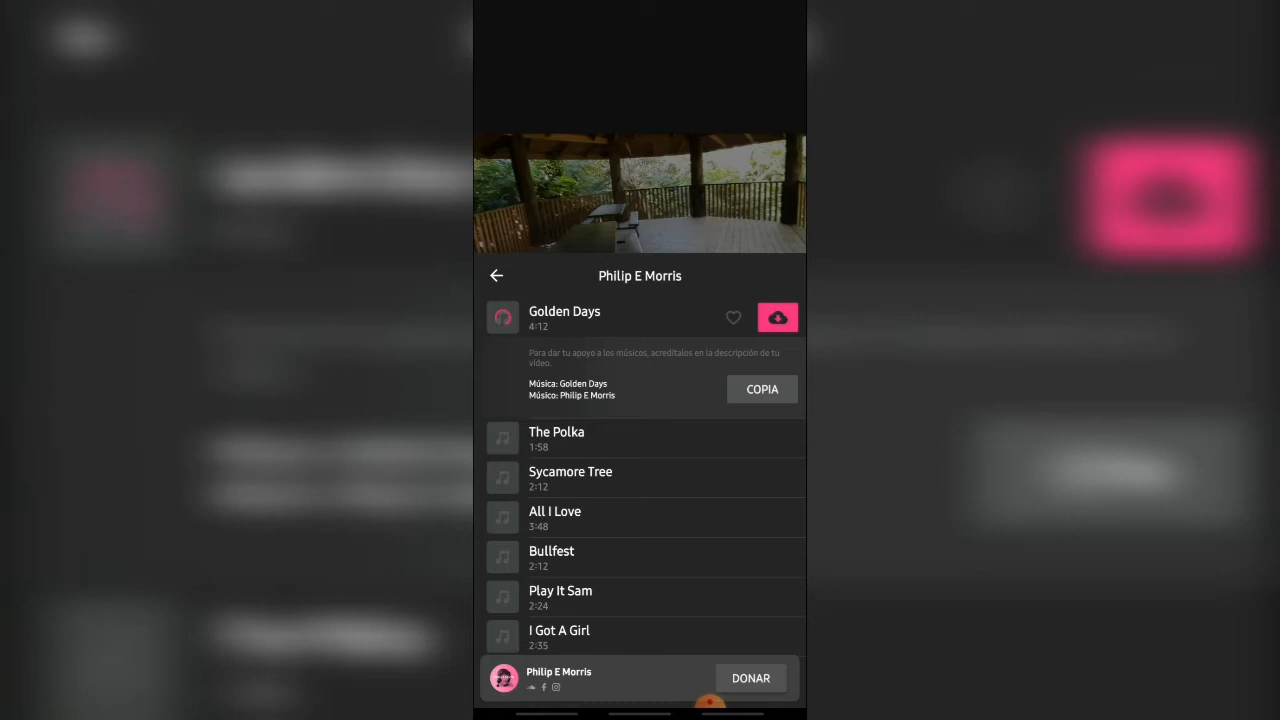 Philip E Morris
Golden Days
4:12
Para dar tu apoyo a los músicos, acredítalos en la descripción de tu
vídeo.
Música: Golden Days
Músico: Philip E Morris
COPIA
The Polka
1:58
Sycamore Tree
2:12
All I Love
3:48
Bullfest
2:12
Play It Sam
2:24
I Got A Girl
2:35
Philip E Morris
DONAR